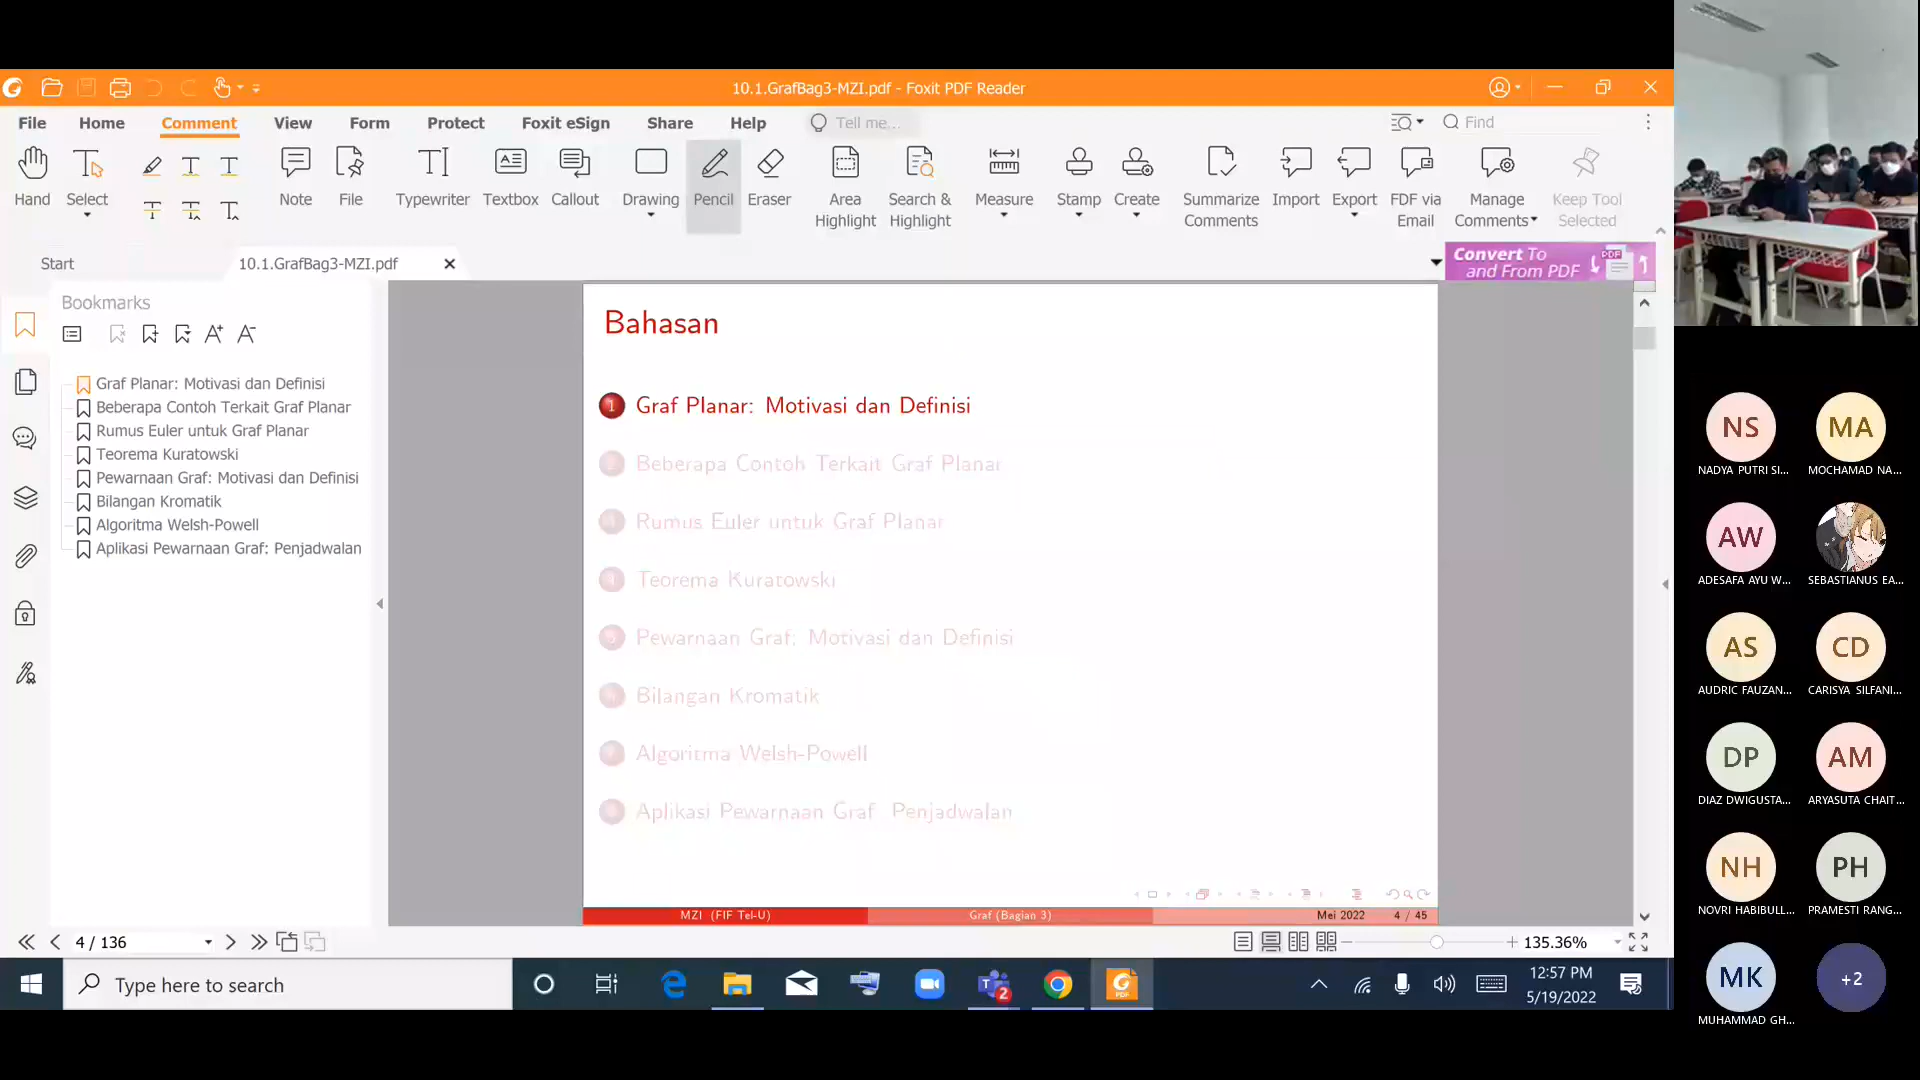 10.1.GrafBag3-MZI.pdf - Foxit PDF Reader
File Home Comment View Form Protect Foxit eSign Share Help Tell me... Find
Hand Select Note File Typewriter Textbox Callout Drawing Pencil Eraser Area Highlight Search & Highlight Measure Stamp Create Summarize Comments Import Export FDF via Email Manage Comments Keep Tool Selected
Start 10.1.GrafBag3-MZI.pdf
Convert To
and From PDF
PDF
Bookmarks
Graf Planar: Motivasi dan Definisi
Beberapa Contoh Terkait Graf Planar
Rumus Euler untuk Graf Planar
Teorema Kuratowski
Pewarnaan Graf: Motivasi dan Definisi
Bilangan Kromatik
Algoritma Welsh-Powell
Aplikasi Pewarnaan Graf: Penjadwalan
Bahasan
1 Graf Planar: Motivasi dan Definisi
Beberapa Contoh Terkait Graf Planar
Rumus Euler untuk Graf Planar
Teorema Kuratowski
Pewarnaan Graf: Motivasi dan Definisi
Bilangan Kromatik
Algoritma Welsh-Powell
Aplikasi Pewarnaan Graf Penjadwalan
MZI (FIF Tel-U) Graf (Bagian 3) Mei 2022 4 / 45
4 / 136 135.36%
Type here to search
2
12:57 PM
5/19/2022
NS MA
NADYA PUTRI SI... MOCHAMAD NA...
AW
ADESAFA AYU W... SEBASTIANUS EA...
AS CD
AUDRIC FAUZAN... CARISYA SILFANI...
DP AM
DIAZ DWIGUSTA... ARYASUTA CHAIT...
NH PH
NOVRI HABIBULL... PRAMESTI RANG...
MK +2
MUHAMMAD GH...